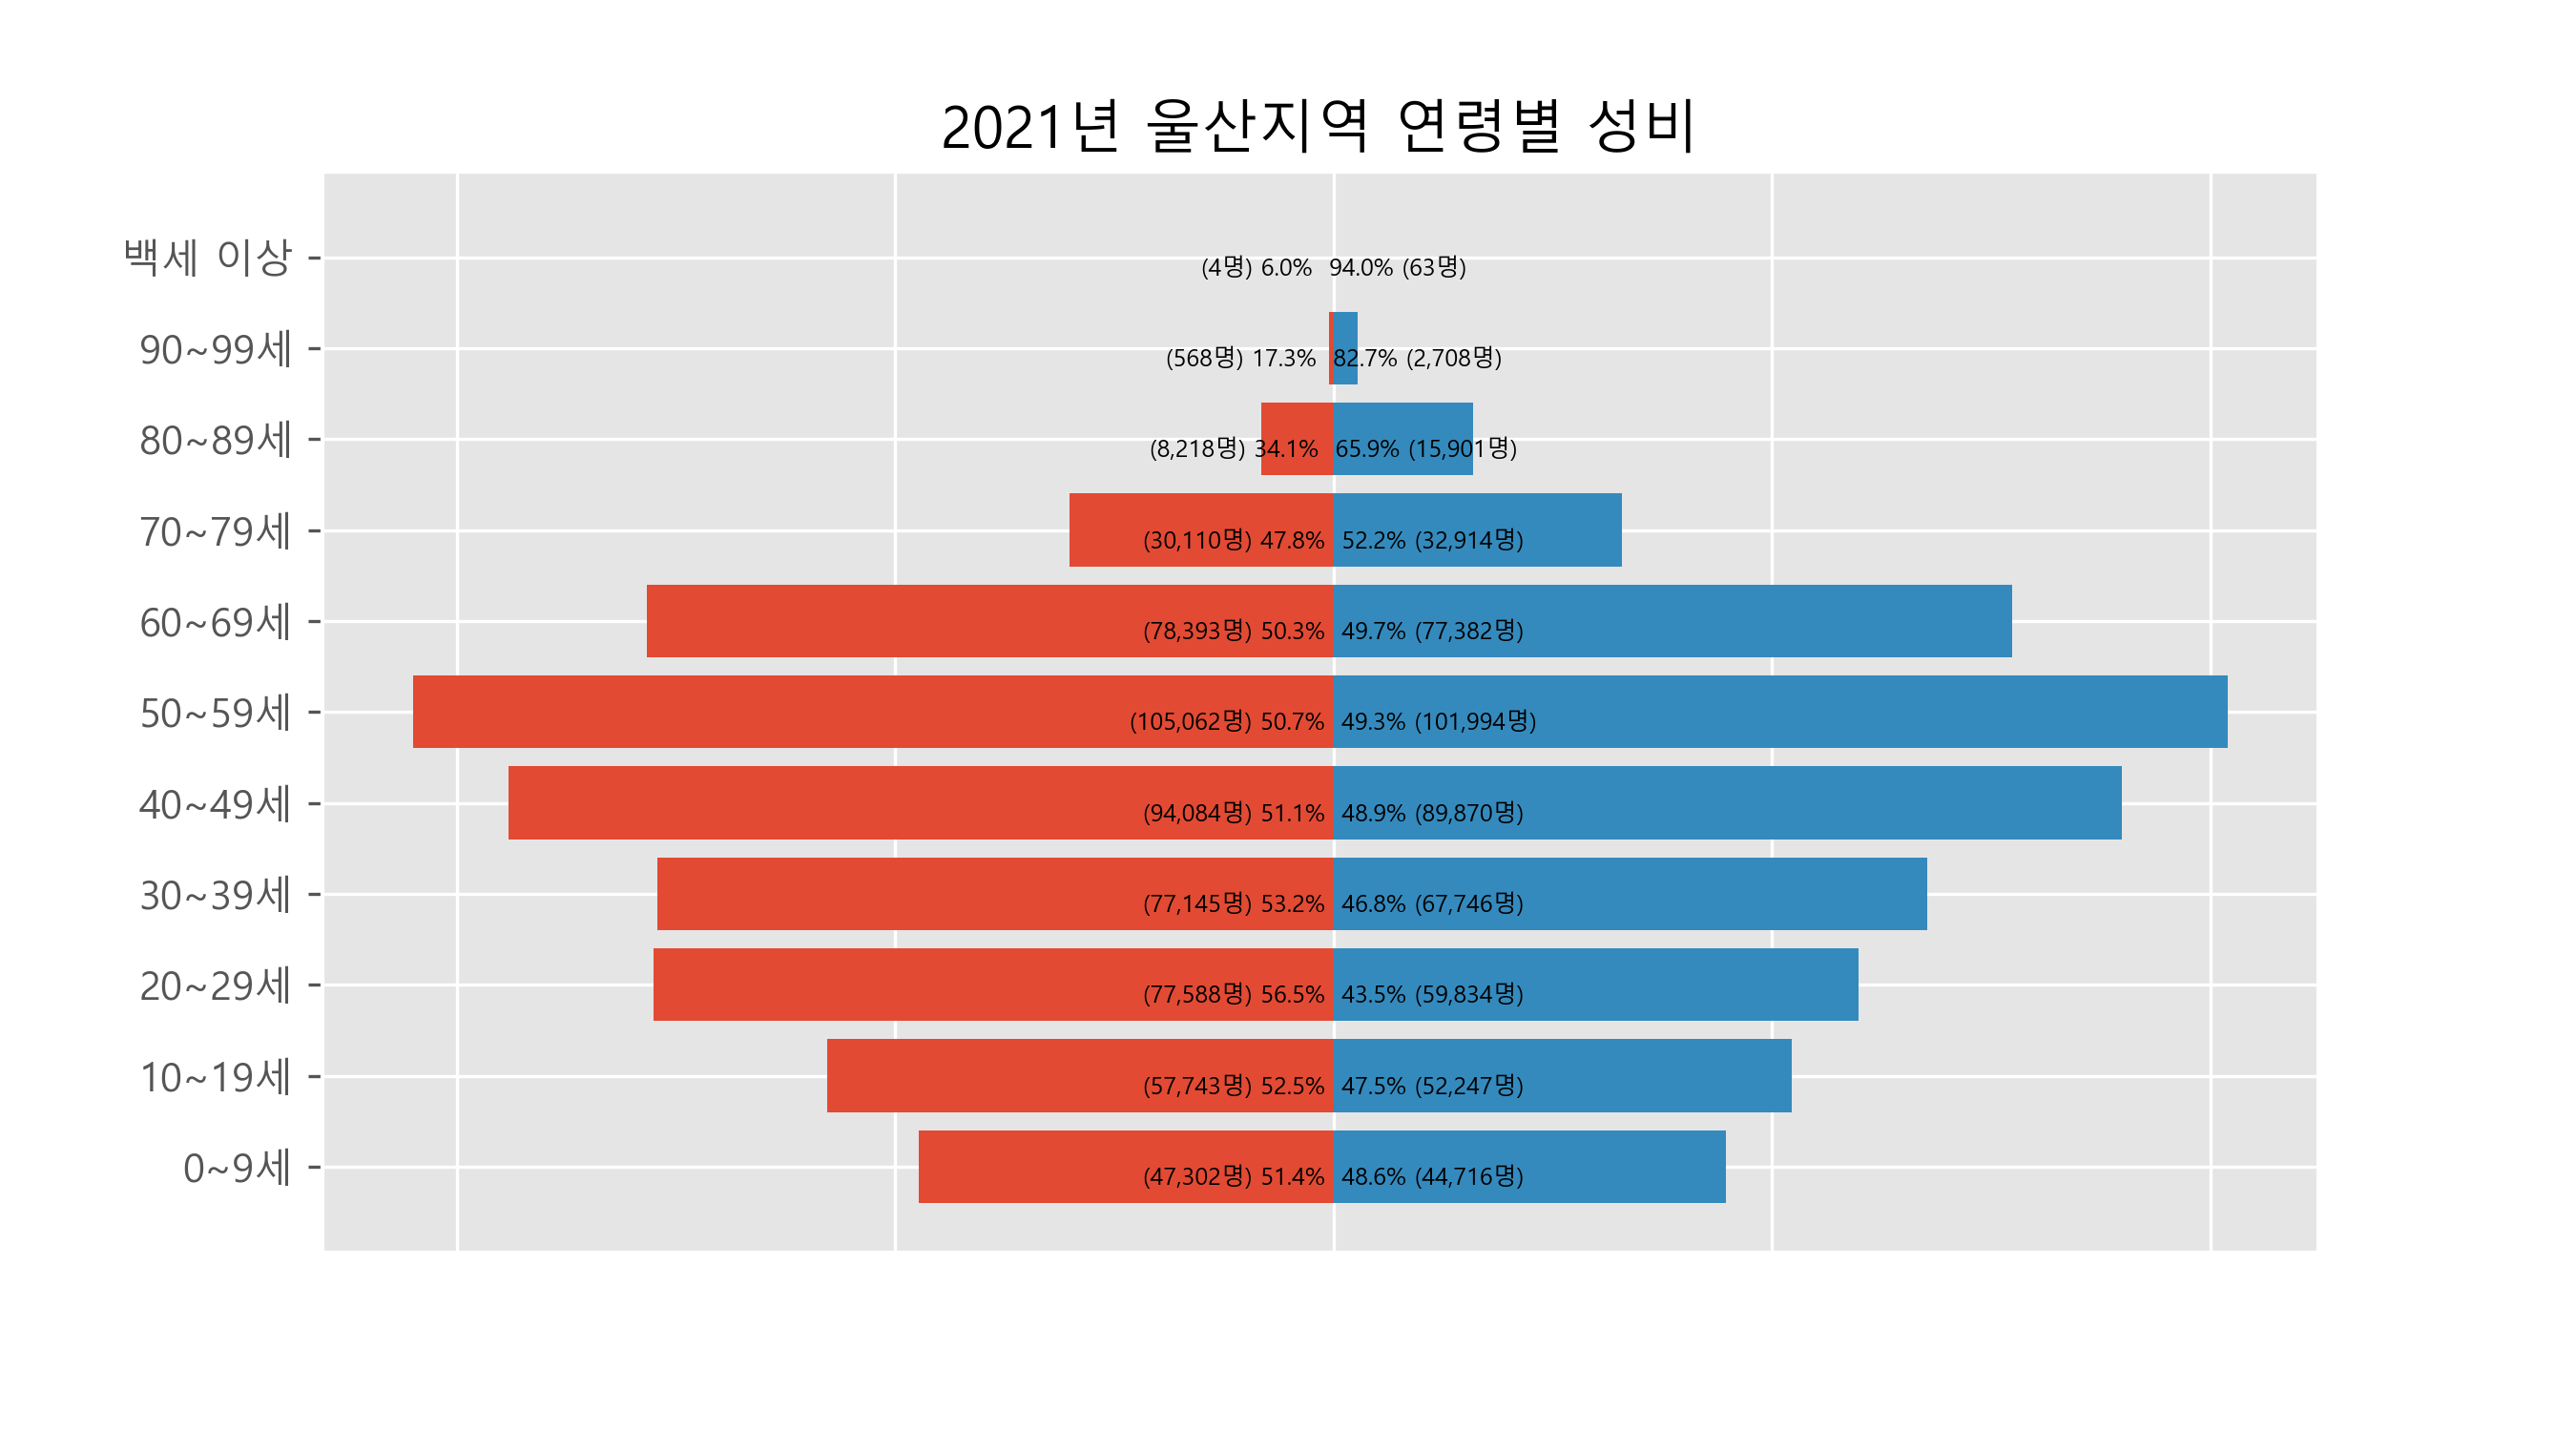 2021년 울산지역 연령별 성비
백세 이상 (4명) 6.0% 94.0% (63명)
90~99세 (568명) 17.3% 82.7% (2,708명)
80~89세 (8,218명) 34.1% 65.9% (15,901명)
70~79세 (30,110명) 47.8% 52.2% (32,914명)
60~69세 (78,393명) 50.3% 49.7% (77,382명)
50~59세 (105,062명) 50.7% 49.3% (101,994명)
40~49세 (94,084명) 51.1% 48.9% (89,870명)
30~39세 (77,145명) 53.2% 46.8% (67,746명)
20~29세 (77,588명) 56.5% 43.5% (59,834명)
10~19세 (57,743명) 52.5% 47.5% (52,247명)
0~9세 (47,302명) 51.4% 48.6% (44,716명)